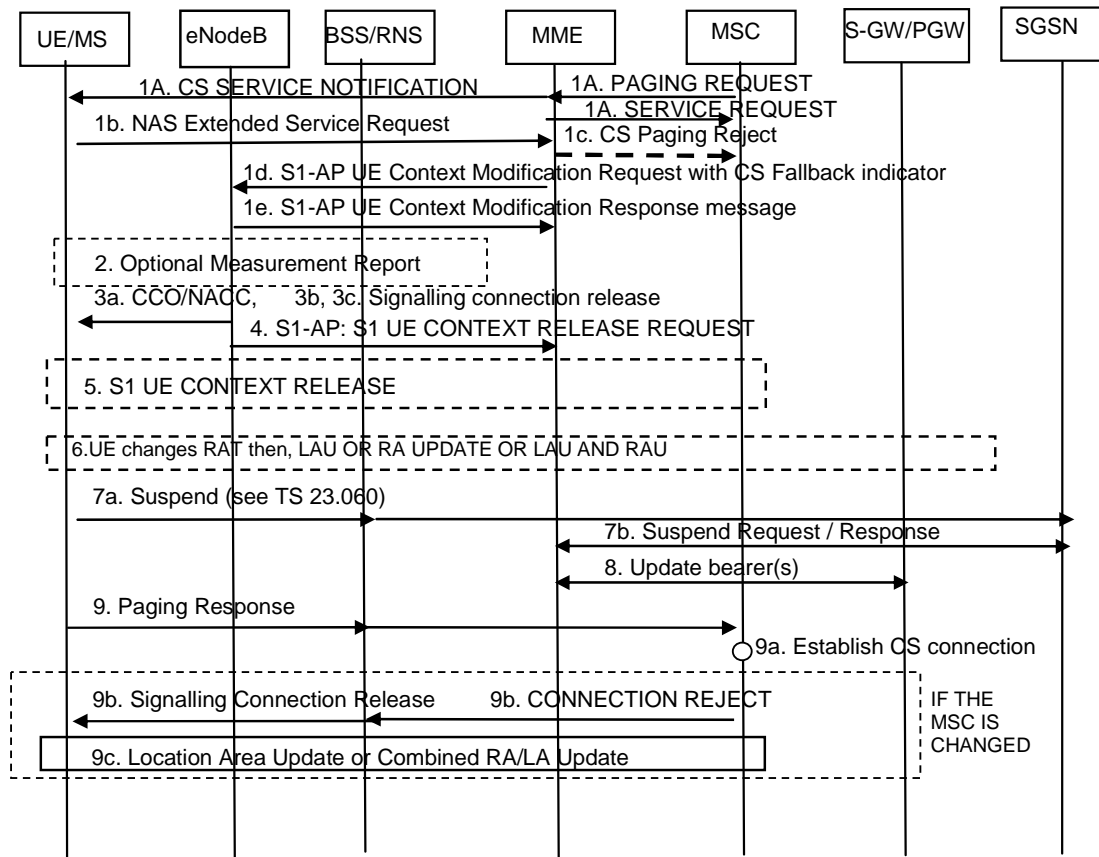 UE/MS eNodeB BSS/RNS MME MSC S-GW/PGW SGSN
1A. CS SERVICE NOTIFICATION 1A. PAGING REQUEST
1A. SERVICE REQUEST
1b. NAS Extended Service Request
1c. CS Paging Reject
1d. S1-AP UE Context Modification Request with CS Fallback indicator
1e. S1-AP UE Context Modification Response message
2. Optional Measurement Report
3a. CCO/NACC, 3b, 3c. Signalling connection release
4. S1-AP: S1 UE CONTEXT RELEASE REQUEST
5. S1 UE CONTEXT RELEASE
6.UE changes RAT then, LAU OR RA UPDATE OR LAU AND RAU
7a. Suspend (see TS 23.060)
7b. Suspend Request / Response
8. Update bearer(s)
9. Paging Response
9a. Establish CS connection
9b. Signalling Connection Release 9b. CONNECTION REJECT
IF THE
MSC IS
CHANGED
9c. Location Area Update or Combined RA/LA Update